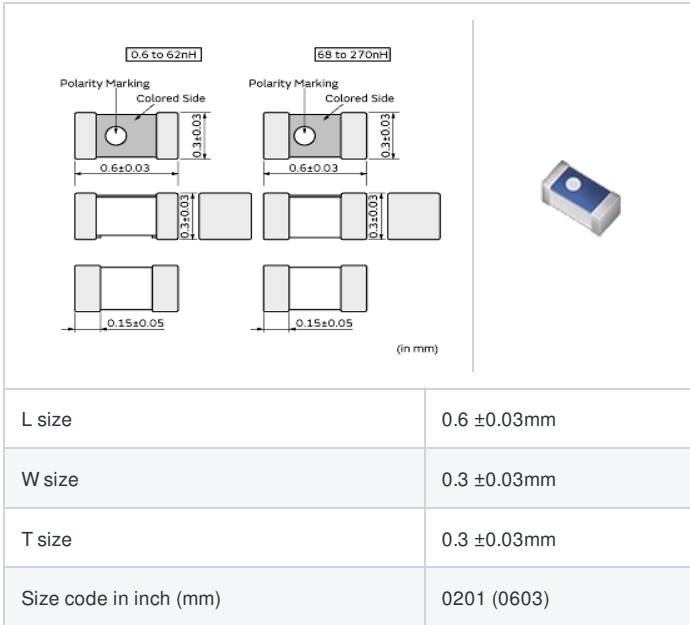 0.6 to 62nH
68 to 270nH
Polarity Marking
Colored Side
Polarity Marking
Colored Side
0.3±0.03
0.3±0.03
0.6±0.03
0.6±0.03
0.3±0.03
0.3±0.03
0.15±0.05
0.15±0.05
(in mm)
L size 0.6 ±0.03mm
W size 0.3 ±0.03mm
T size 0.3 ±0.03mm
Size code in inch (mm) 0201 (0603)